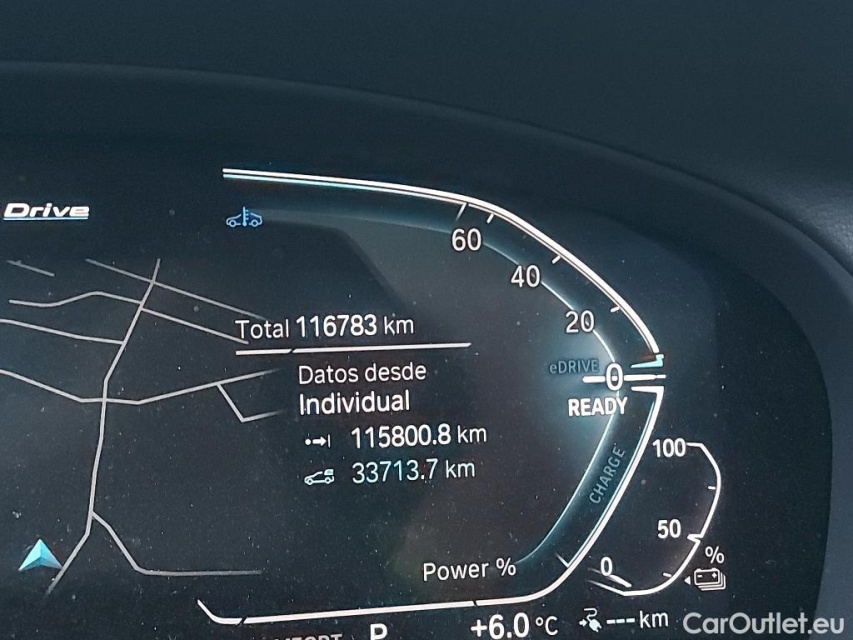 Drive
60
40
Total 116783 km
20
Datos desde
eDRIVE 0
Individual
READY
115800.8 km
100
33713.7 km
CHARGE
50
Power %
0
%
P
+6.0 °C
--- km
CarOutlet.eu